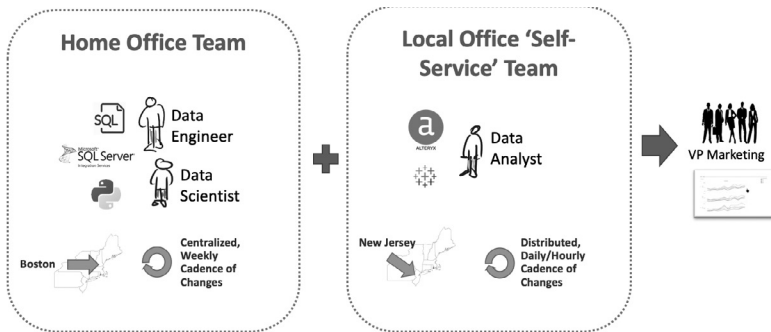 Home Office Team
SQL
Data
Engineer
Microsoft
SQL Server
Integration Services
Data
Scientist
Boston
Centralized,
Weekly
Cadence of
Changes
Local Office ‘Self-
Service’ Team
a
ALTERYX
Data
Analyst
New Jersey
Distributed,
Daily/Hourly
Cadence of
Changes
VP Marketing